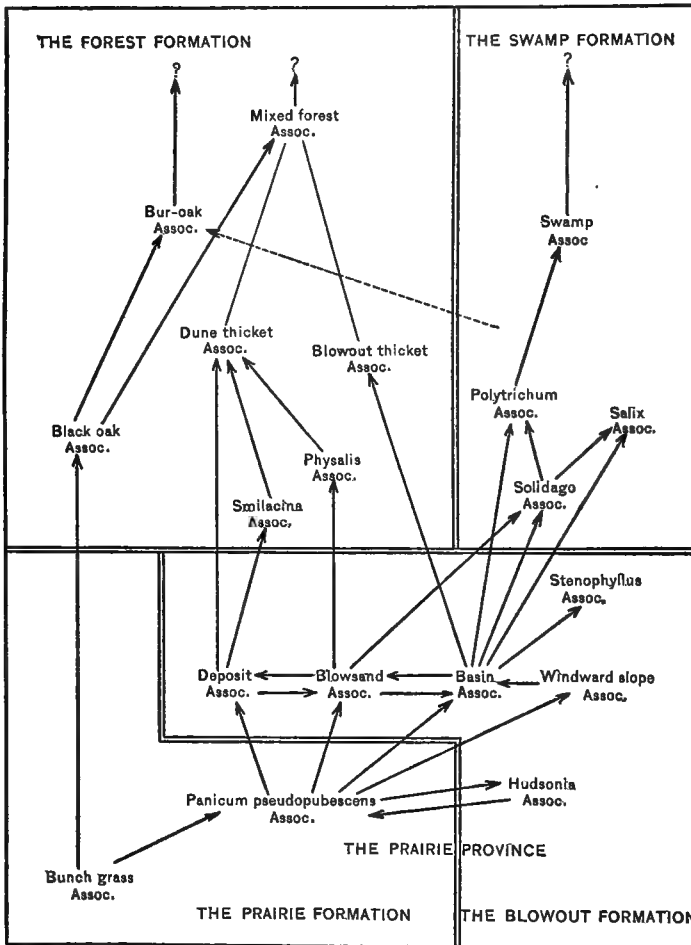 THE FOREST FORMATION
THE SWAMP FORMATION
?
?
?
Mixed forest
Assoc.
Bur-oak
Assoc.
Swamp
Assoc
Dune thicket
Assoc.
Blowout thicket
Assoc.
Polytrichum
Assoc.
Salix
Assoc.
Black oak
Assoc.
Physalis
Assoc.
Solidago
Assoc.
Smilacina
Assoc.
Stenophyllus
Assoc.
Deposit
Assoc.
Blowsand
Assoc.
Basin
Assoc.
Windward slope
Assoc.
Hudsonia
Assoc.
Panicum pseudopubescens
Assoc.
THE PRAIRIE PROVINCE
Bunch grass
Assoc.
THE PRAIRIE FORMATION
THE BLOWOUT FORMATION